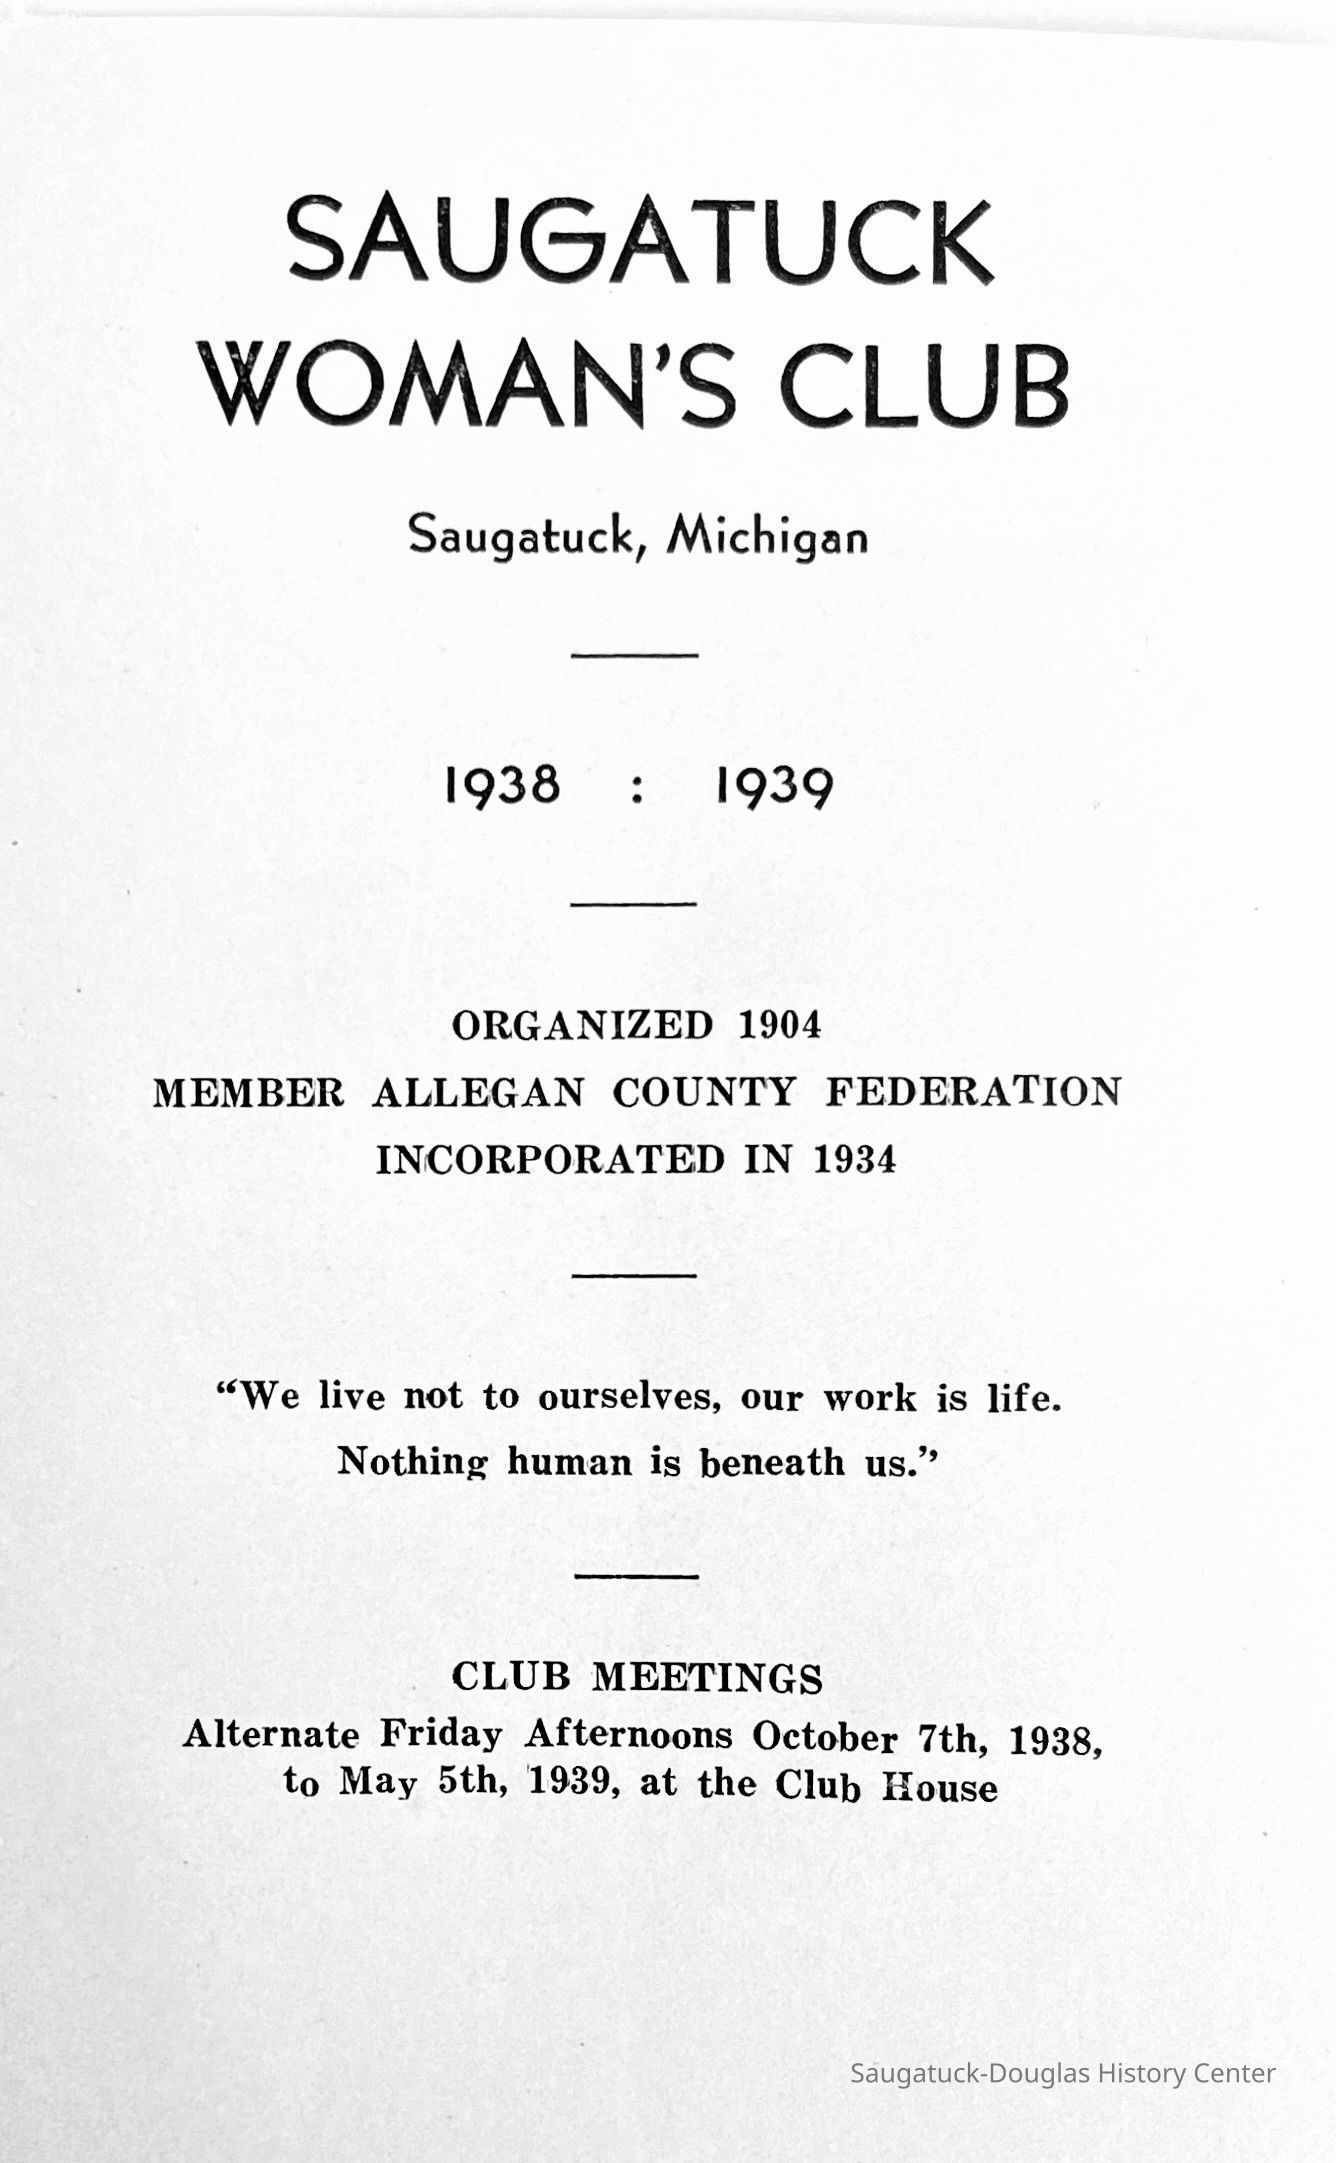 SAUGATUCK
WOMAN'S CLUB
Saugatuck, Michigan
1938 : 1939
ORGANIZED 1904
MEMBER ALLEGAN COUNTY FEDERATION
INCORPORATED IN 1934
“We live not to ourselves, our work is life.
Nothing human is beneath us.”
CLUB MEETINGS
Alternate Friday Afternoons October 7th, 1938,
to May 5th, 1939, at the Club House
Saugatuck-Douglas History Center